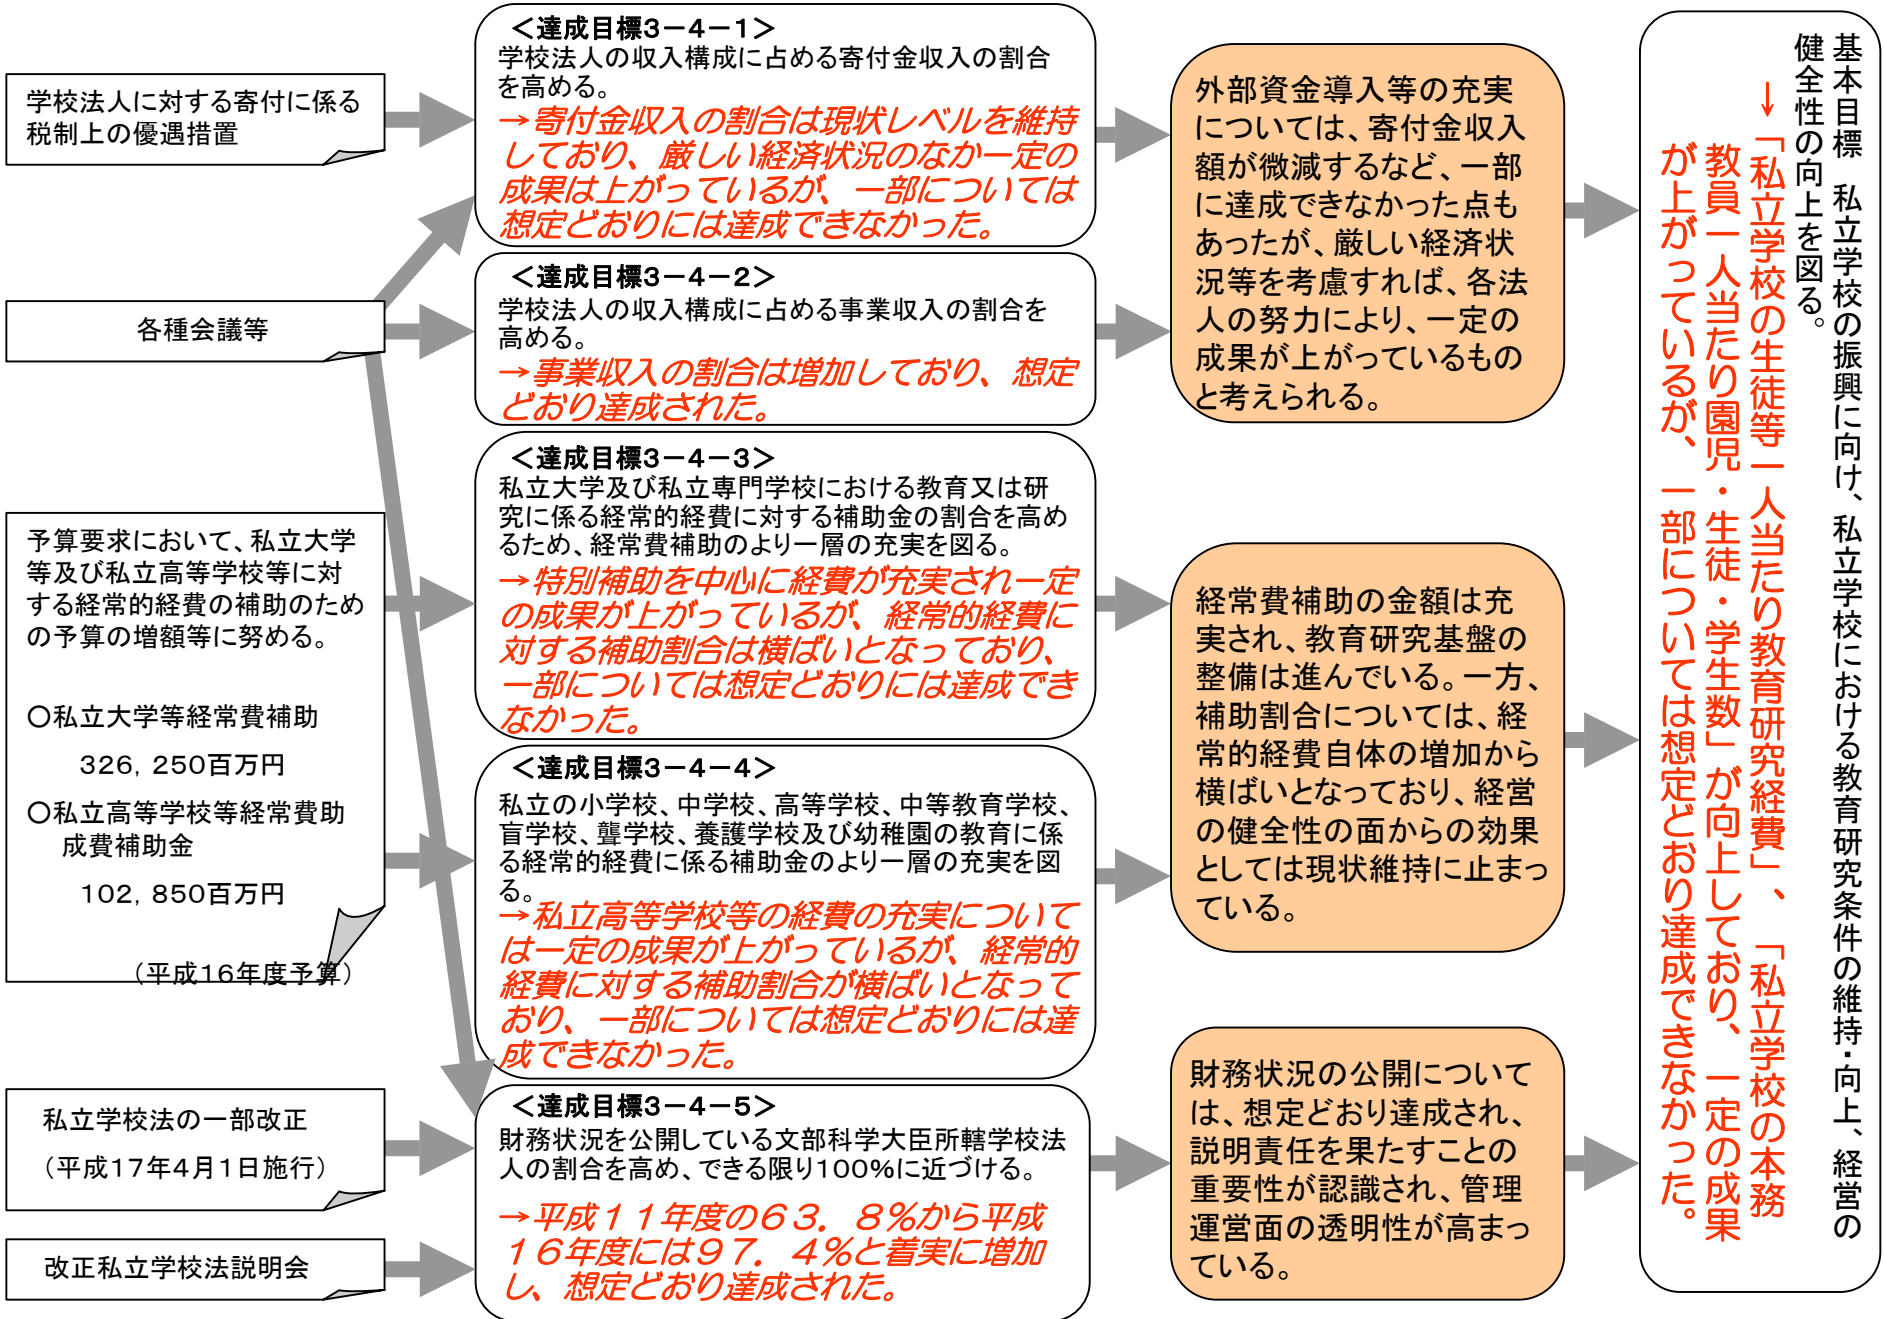 学校法人に対する寄付に係る
税制上の優遇措置
各種会議等
予算要求において、私立大学
等及び私立高等学校等に対
する経常的経費の補助のため
の予算の増額等に努める。
○私立大学等経常費補助
326,250百万円
○私立高等学校等経常費助
成費補助金
102,850百万円
(平成16年度予算)
私立学校法の一部改正
(平成17年4月1日施行)
改正私立学校法説明会
<達成目標3-4-1>
学校法人の収入構成に占める寄付金収入の割合
を高める。
→寄付金収入の割合は現状レベルを維持
しており、厳しい経済状況のなか一定の
成果は上がっているが、一部については
想定どおりには達成できなかった。
<達成目標3-4-2>
学校法人の収入構成に占める事業収入の割合を
高める。
→事業収入の割合は増加しており、想定
どおり達成された。
<達成目標3-4-3>
私立大学及び私立専門学校における教育又は研
究に係る経常的経費に対する補助金の割合を高め
るため、経常費補助のより一層の充実を図る。
→特別補助を中心に経費が充実され一定
の成果が上がっているが、経常的経費に
対する補助割合は横ばいとなっており、
一部については想定どおりには達成でき
なかった。
<達成目標3-4-4>
私立の小学校、中学校、高等学校、中等教育学校、
盲学校、聾学校、養護学校及び幼稚園の教育に係
る経常的経費に係る補助金のより一層の充実を図
る。
→私立高等学校等の経費の充実について
は一定の成果が上がっているが、経常的
経費に対する補助割合が横ばいとなって
おり、一部については想定どおりには達
成できなかった。
<達成目標3-4-5>
財務状況を公開している文部科学大臣所轄学校法
人の割合を高め、できる限り100%に近づける。
→平成11年度の63.8%から平成
16年度には97.4%と着実に増加
し、想定どおり達成された。
外部資金導入等の充実
については、寄付金収入
額が微減するなど、一部
に達成できなかった点も
あったが、厳しい経済状
況等を考慮すれば、各法
人の努力により、一定の
成果が上がっているもの
と考えられる。
経常費補助の金額は充
実され、教育研究基盤の
整備は進んでいる。一方、
補助割合については、経
常的経費自体の増加から
横ばいとなっており、経営
の健全性の面からの効果
としては現状維持に止まっ
ている。
財務状況の公開について
は、想定どおり達成され、
説明責任を果たすことの
重要性が認識され、管理
運営面の透明性が高まっ
ている。
基本目標 私立学校の振興に向け、私立学校における教育研究条件の維持・向上、経営の
健全性の向上を図る。
→「私立学校の生徒等一人当たり教育研究経費」、「私立学校の本務
教員一人当たり園児・生徒・学生数」が向上しており、一定の成果
が上がっているが、一部については想定どおり達成できなかった。